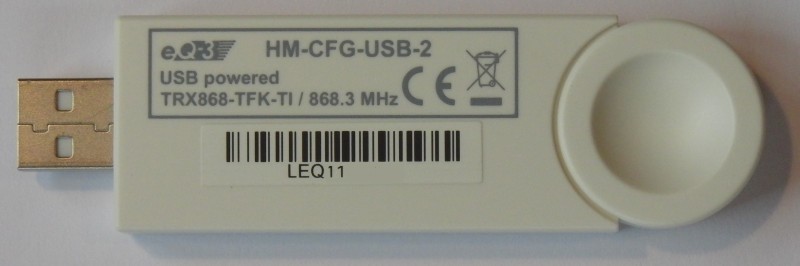 eQ-3 HM-CFG-USB-2
USB powered
TRX868-TFK-TI / 868.3 MHz
CE
LEQ11